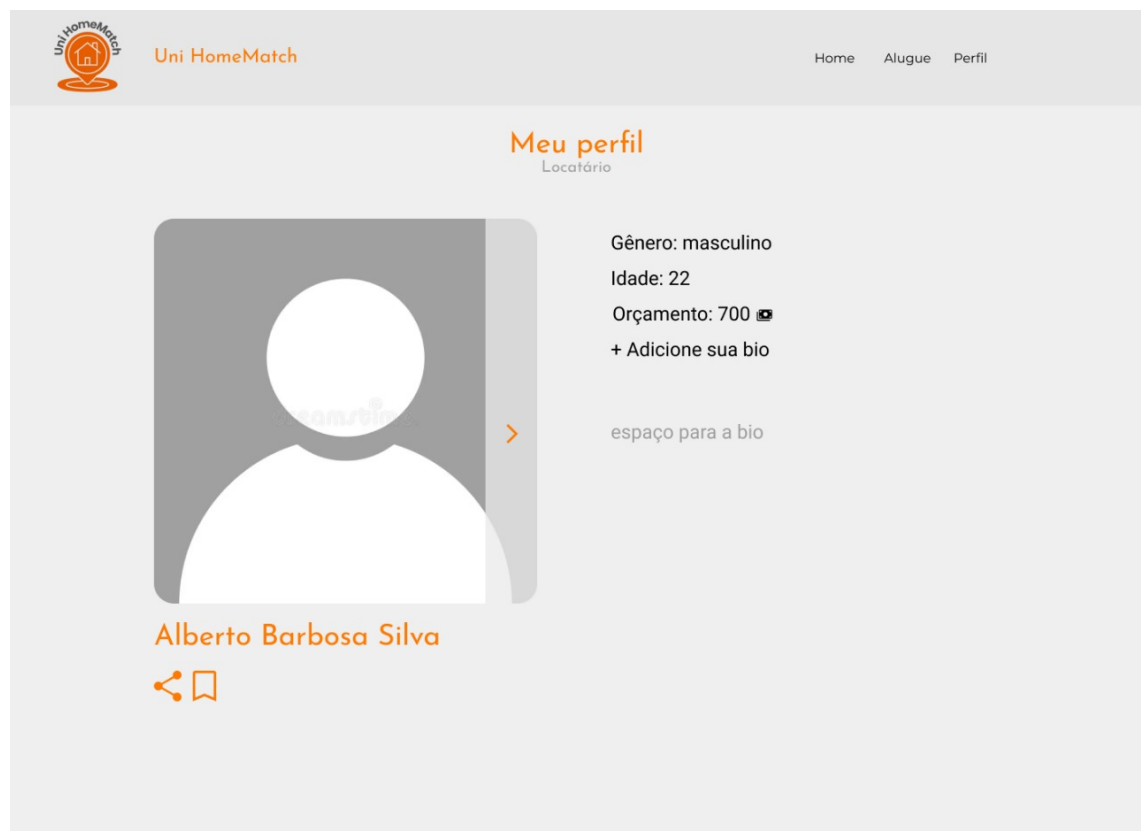 Uni HomeMatch
Uni HomeMatch
Home Alugue Perfil
Meu perfil
Locatário
Gênero: masculino
Idade: 22
Orçamento: 700
+ Adicione sua bio
espaço para a bio
Alberto Barbosa Silva